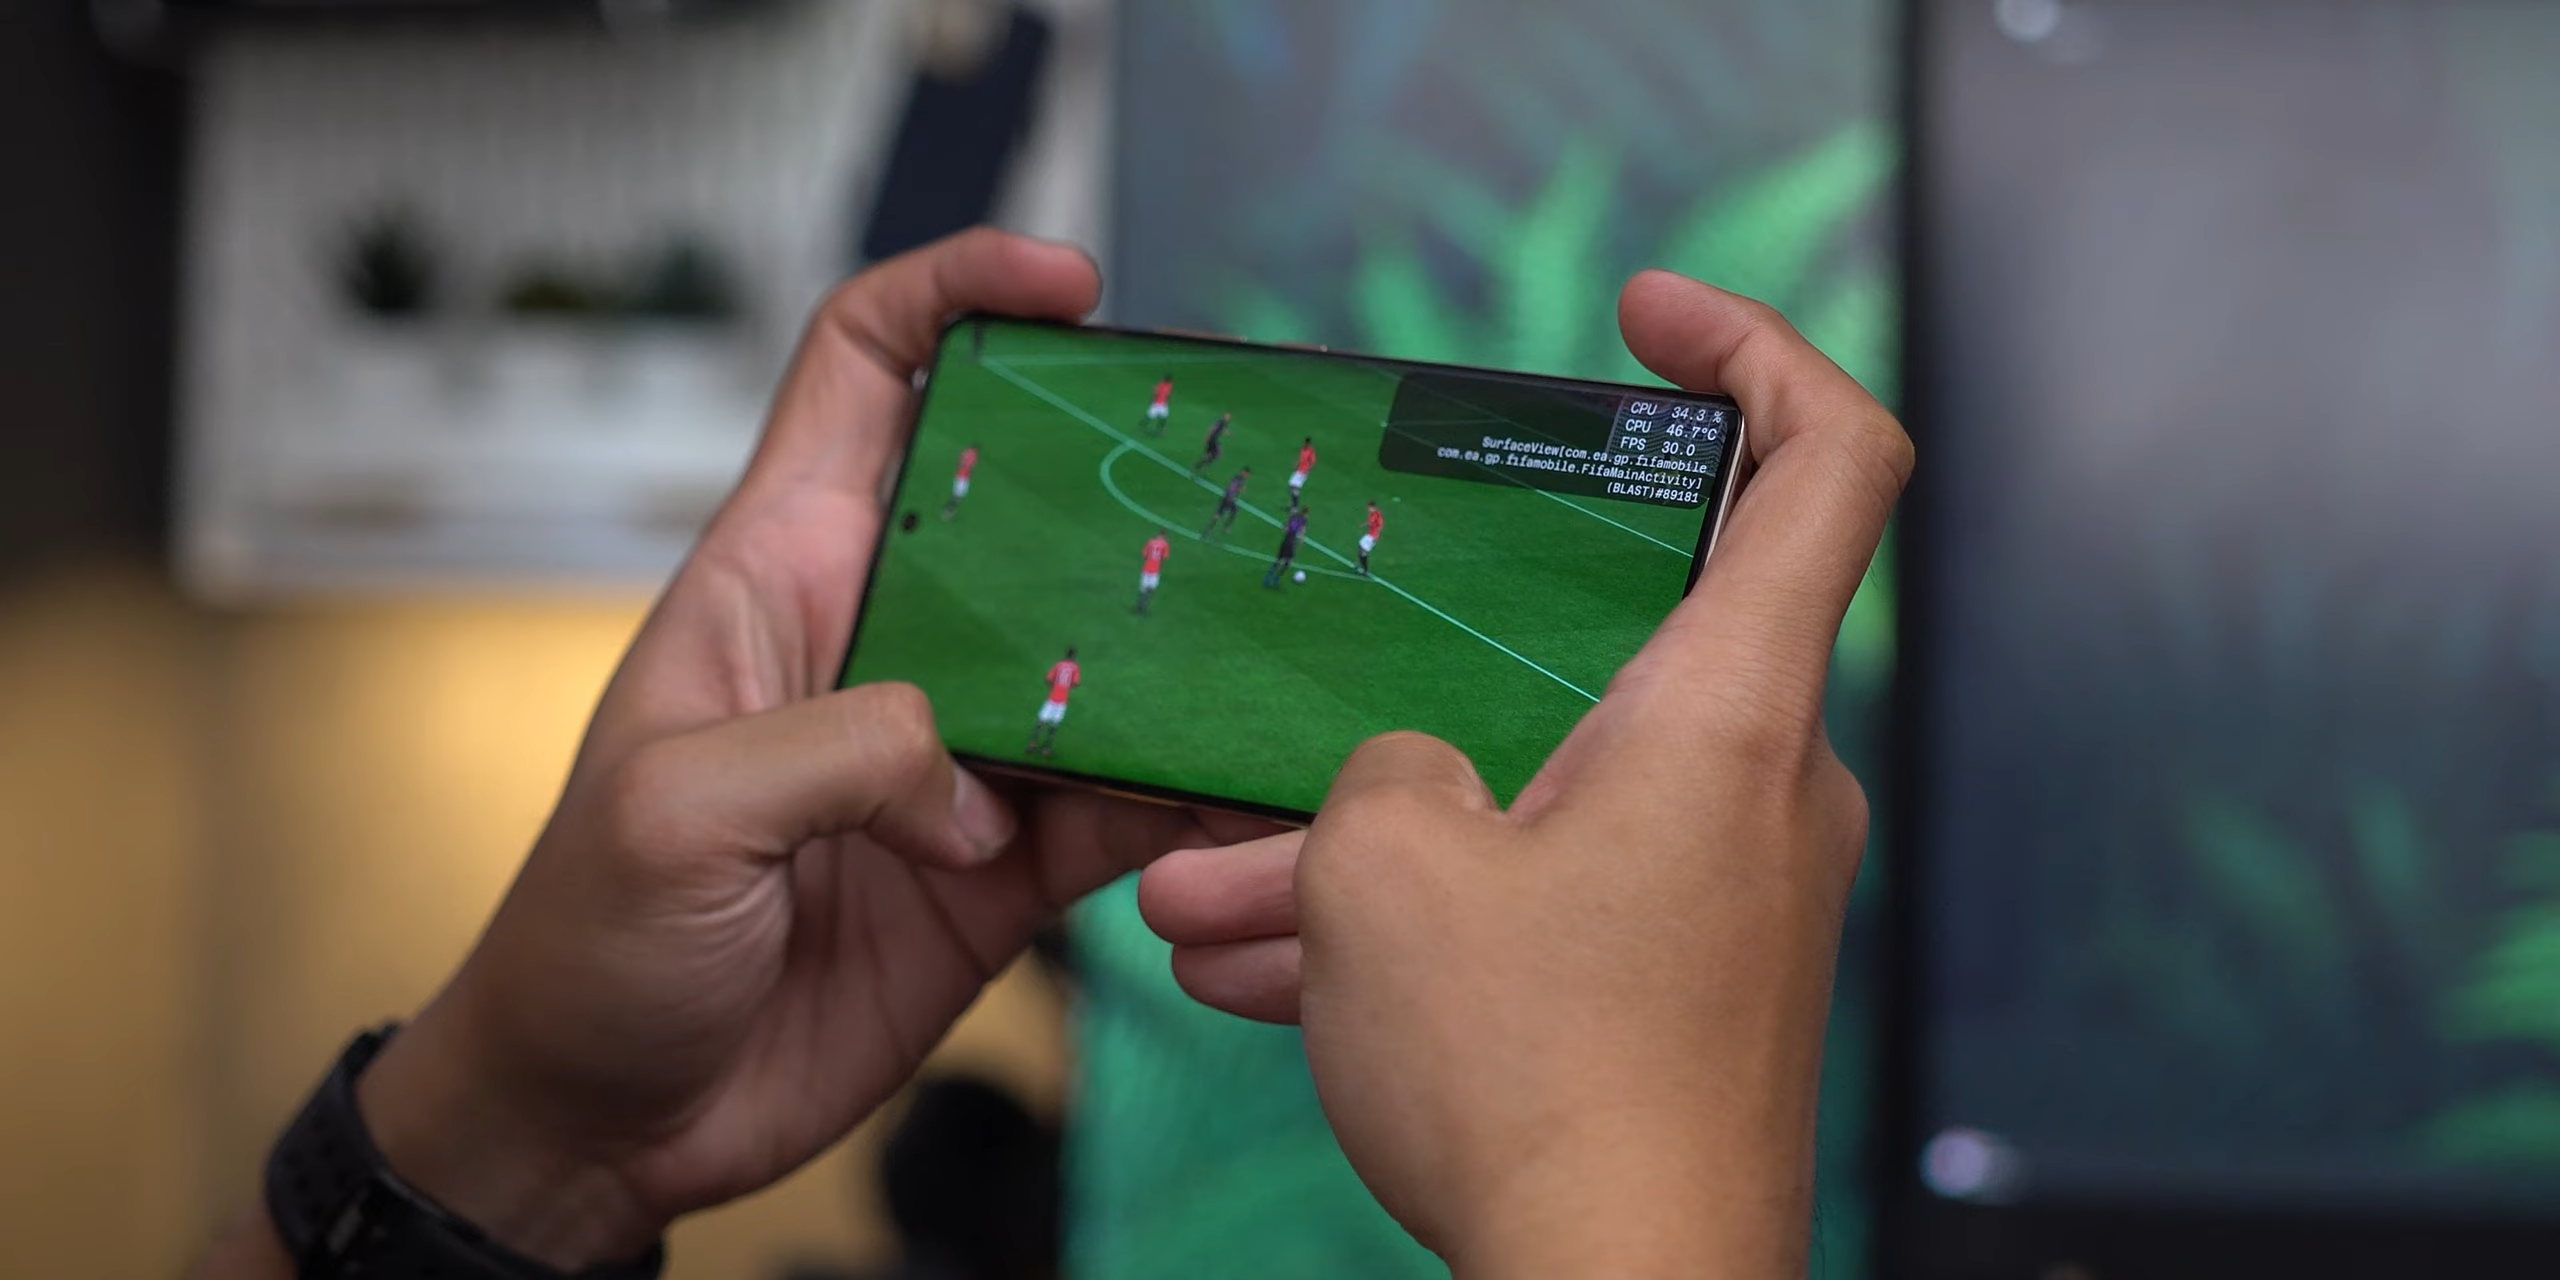 CPU 34.3 %
CPU 46.7°C
FPS 30.0
SurfaceView[com.ea.gp.fifamobile
com.ea.gp.fifamobile.FifaMainActivity]
(BLAST)#89181